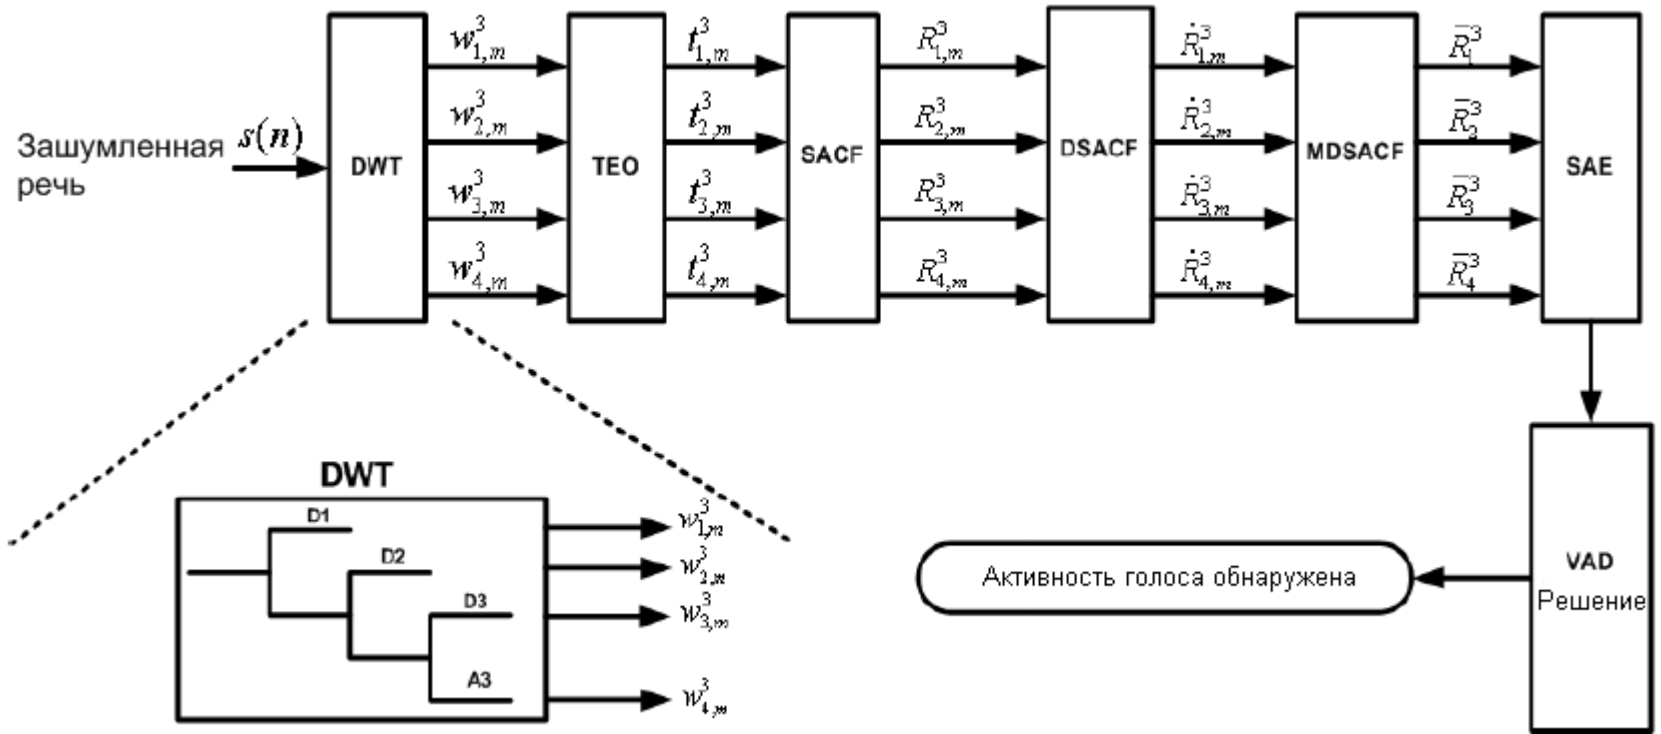 Зашумленная
речь
s(n)
DWT
w³₁,ₘ
w³₂,ₘ
w³₃,ₘ
w³₄,ₘ
TEO
t³₁,ₘ
t³₂,ₘ
t³₃,ₘ
t³₄,ₘ
SACF
R³₁,ₘ
R³₂,ₘ
R³₃,ₘ
R³₄,ₘ
DSACF
Ṙ³₁,ₘ
Ṙ³₂,ₘ
Ṙ³₃,ₘ
Ṙ³₄,ₘ
MDSACF
R̅³₁
R̅³₂
R̅³₃
R̅³₄
SAE
DWT
D1
D2
D3
A3
w³₁,ₘ
w³₂,ₘ
w³₃,ₘ
w³₄,ₘ
Активность голоса обнаружена
VAD
Решение